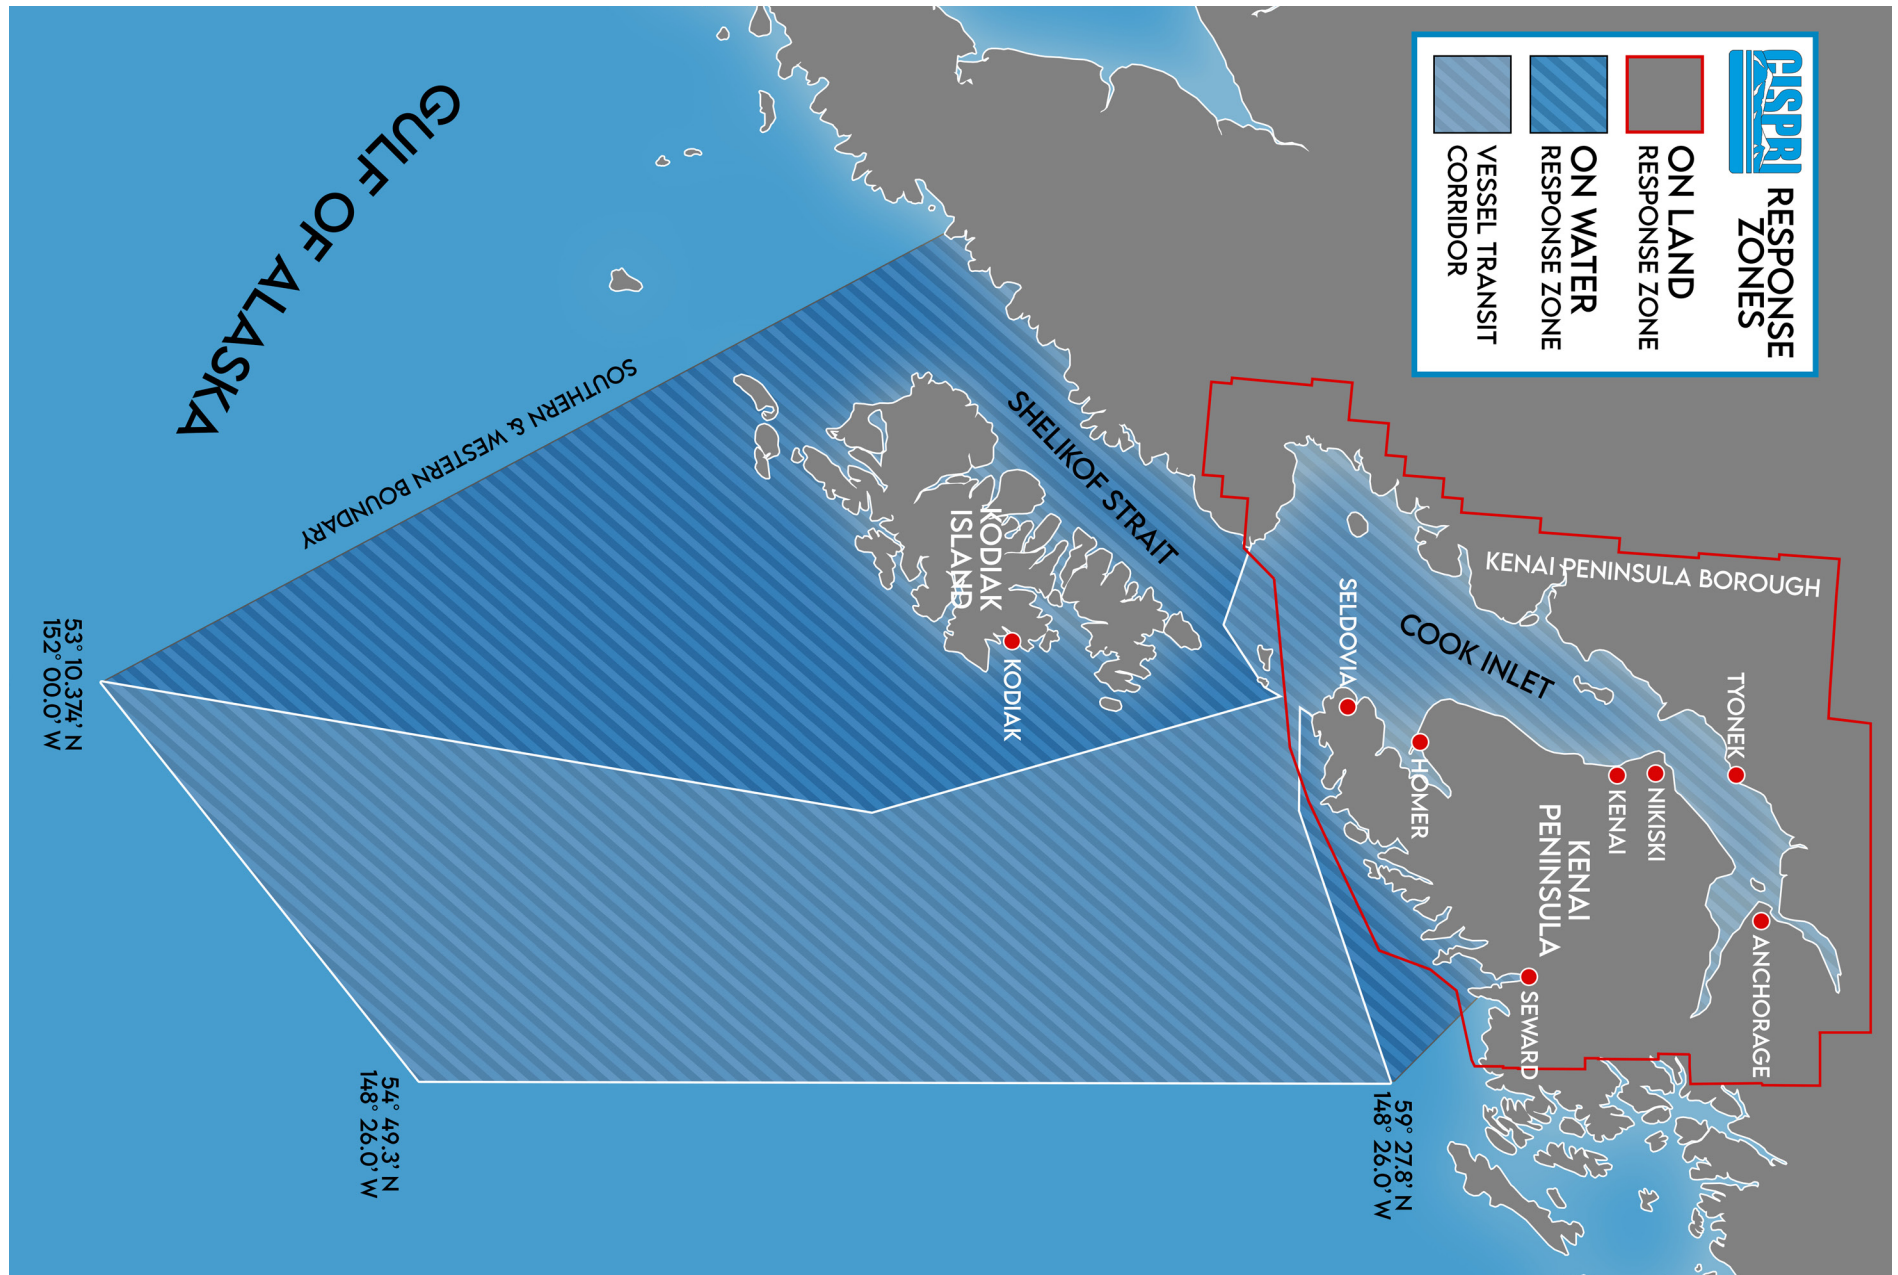 CISPRI
RESPONSE
ZONES
ON LAND
RESPONSE ZONE
ON WATER
RESPONSE ZONE
VESSEL TRANSIT
CORRIDOR
KENAI PENINSULA BOROUGH
TYONEK
ANCHORAGE
NIKISKI
KENAI
COOK INLET
KENAI
PENINSULA
SEWARD
HOMER
SELDOVIA
SHELIKOF STRAIT
KODIAK
ISLAND
KODIAK
59° 27.8' N
148° 26.0' W
GULF OF ALASKA
SOUTHERN & WESTERN BOUNDARY
54° 49.3' N
148° 26.0' W
53° 10.374' N
152° 00.0' W